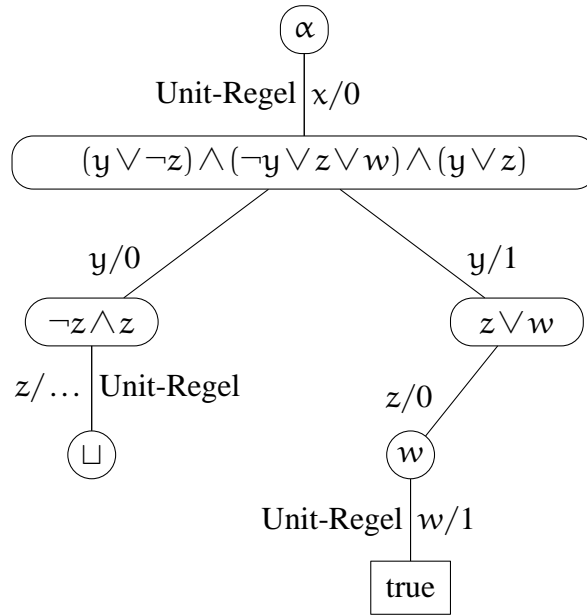 α
Unit-Regel x/0
(y ∨ ¬z) ∧ (¬y ∨ z ∨ w) ∧ (y ∨ z)
y/0 y/1
¬z ∧ z z ∨ w
z/... Unit-Regel z/0
⊔ w
Unit-Regel w/1
true